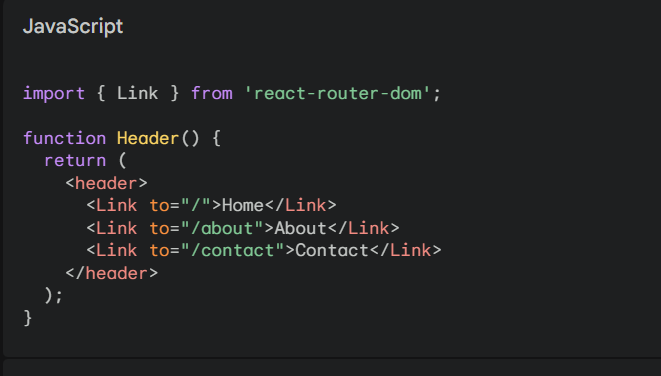 JavaScript
import { Link } from 'react-router-dom';
function Header() {
  return (
    <header>
      <Link to="/">Home</Link>
      <Link to="/about">About</Link>
      <Link to="/contact">Contact</Link>
    </header>
  );
}